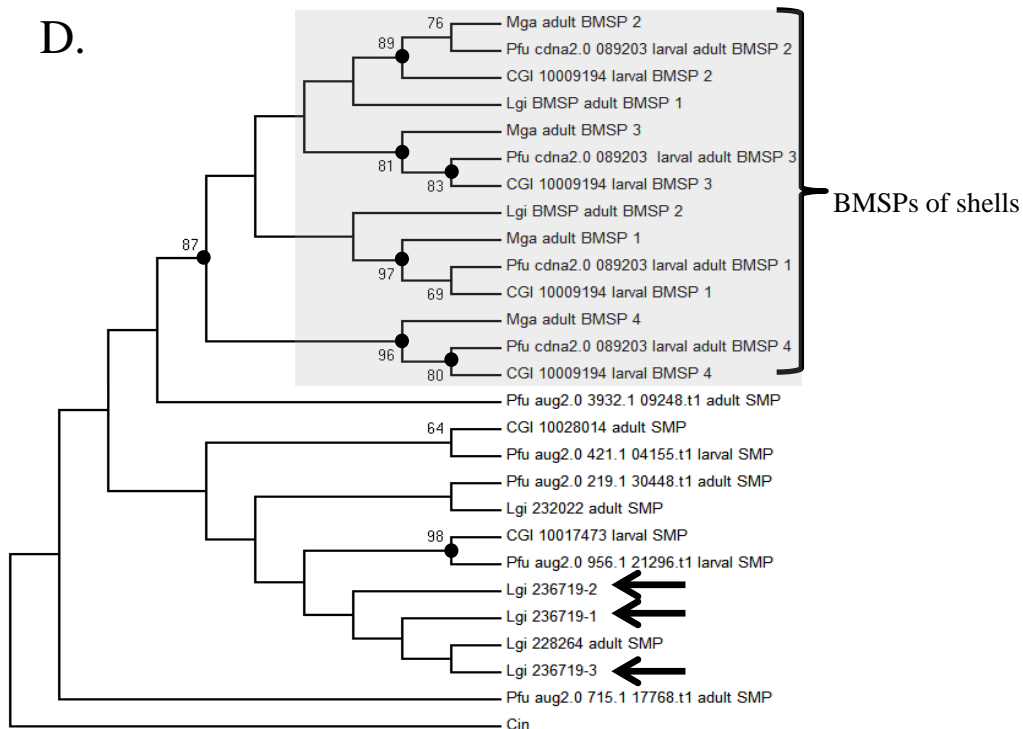 D.
76
Mga adult BMSP 2
89
Pfu cdna2.0 089203 larval adult BMSP 2
CGI 10009194 larval BMSP 2
Lgi BMSP adult BMSP 1
Mga adult BMSP 3
81
Pfu cdna2.0 089203 larval adult BMSP 3
83
CGI 10009194 larval BMSP 3
BMSPs of shells
Lgi BMSP adult BMSP 2
87
Mga adult BMSP 1
97
Pfu cdna2.0 089203 larval adult BMSP 1
69
CGI 10009194 larval BMSP 1
Mga adult BMSP 4
96
Pfu cdna2.0 089203 larval adult BMSP 4
80
CGI 10009194 larval BMSP 4
Pfu aug2.0 3932.1 09248.t1 adult SMP
64
CGI 10028014 adult SMP
Pfu aug2.0 421.1 04155.t1 larval SMP
Pfu aug2.0 219.1 30448.t1 adult SMP
Lgi 232022 adult SMP
98
CGI 10017473 larval SMP
Pfu aug2.0 956.1 21296.t1 larval SMP
Lgi 236719-2
Lgi 236719-1
Lgi 228264 adult SMP
Lgi 236719-3
Pfu aug2.0 715.1 17768.t1 adult SMP
Cin